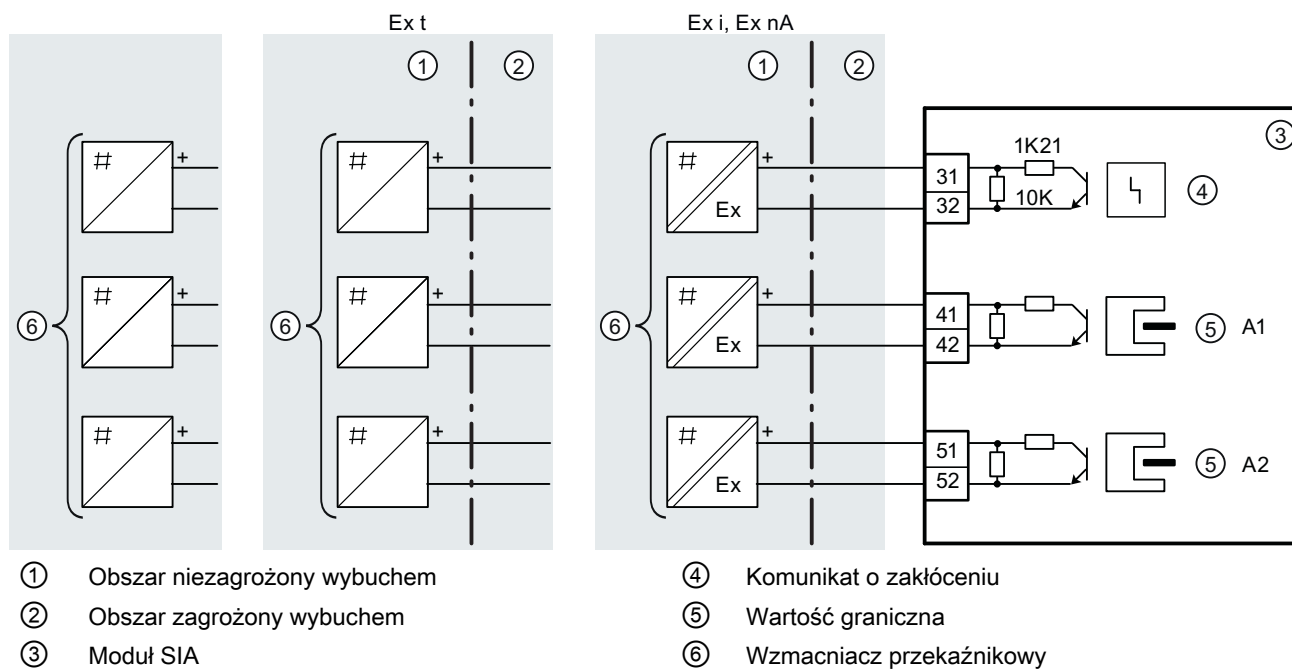 Ex t
Ex i, Ex nA
1 2 1 2
3
# + # + # + 31 1K21
Ex 32 10K 4
6 # + 6 # + 6 # + 41 5 A1
Ex 42
# + # + # + 51 5 A2
Ex 52
1 Obszar niezagrożony wybuchem
2 Obszar zagrożony wybuchem
3 Moduł SIA
4 Komunikat o zakłóceniu
5 Wartość graniczna
6 Wzmacniacz przekaźnikowy